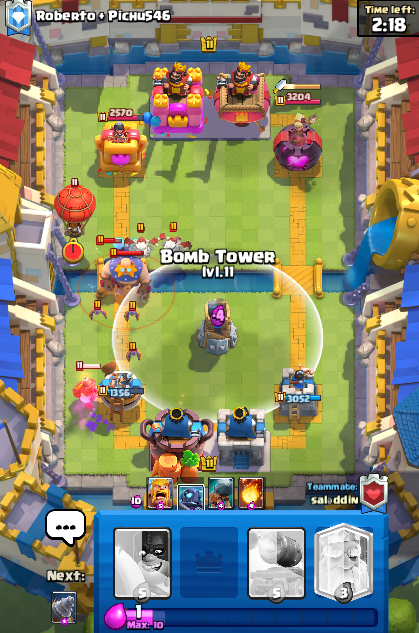 Roberto + Pichu546
Time left:
2:18
2570
3204
Bomb Tower
lvl.11
1356
3052
Teammate:
saladdin
10
...
5
5
3
Next:
1
Max: 10